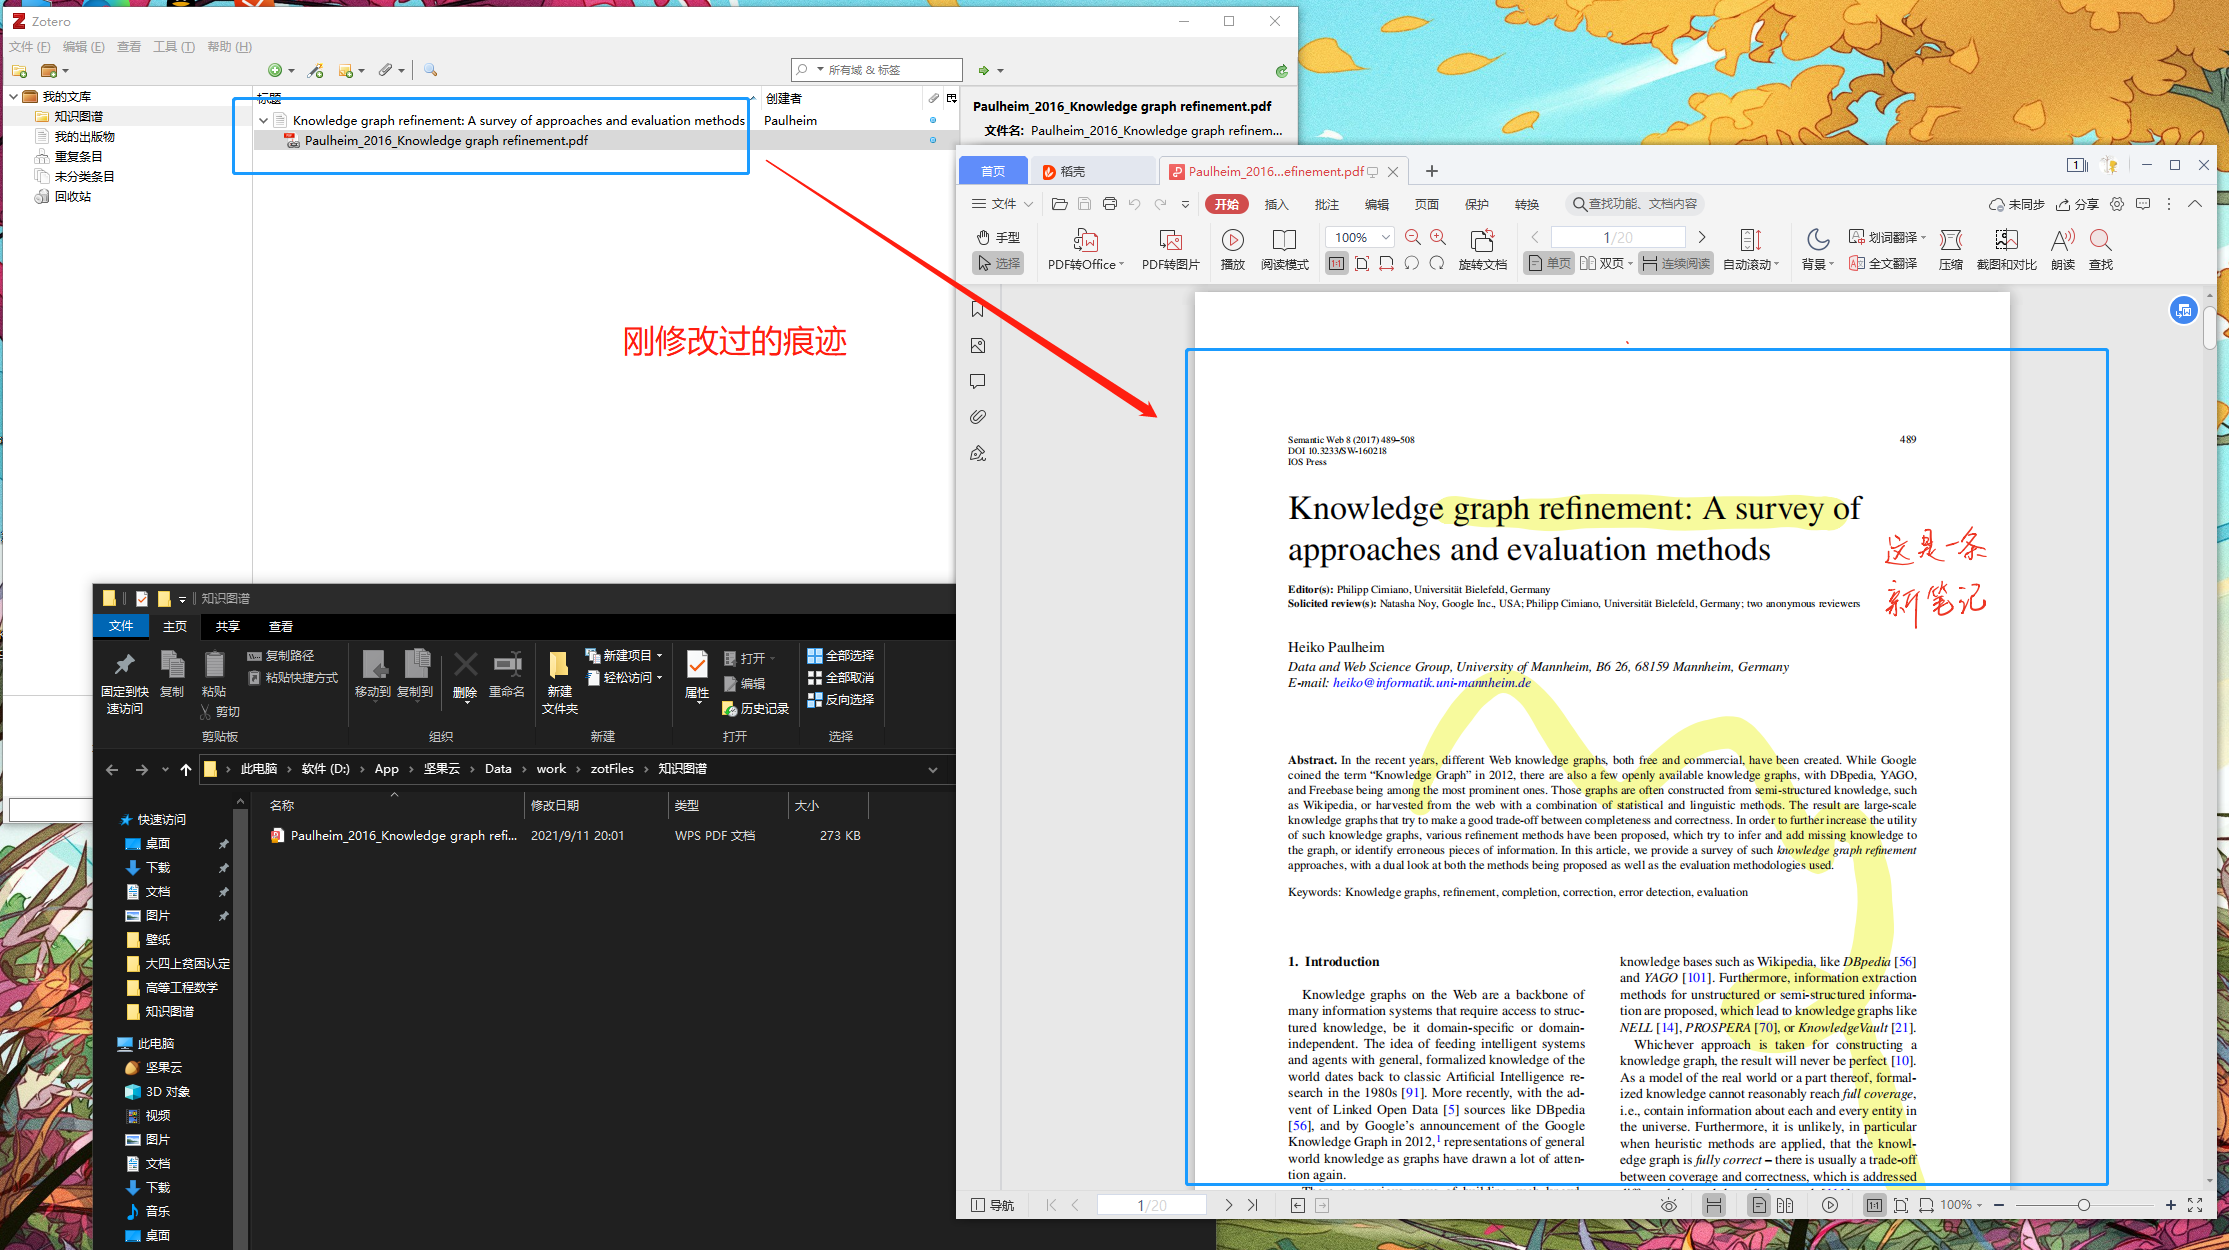 Zotero
文件 (F) 编辑 (E) 查看 工具 (T) 帮助 (H)
所有域 & 标签
我的文库
知识图谱
我的出版物
重复条目
未分类条目
回收站
标题 创建者
Knowledge graph refinement: A survey of approaches and evaluation methods Paulheim
Paulheim_2016_Knowledge graph refinement.pdf
Paulheim_2016_Knowledge graph refinement.pdf
文件名: Paulheim_2016_Knowledge graph refinem...
刚修改过的痕迹
首页 稻壳 Paulheim_2016...efinement.pdf
文件 开始 插入 批注 编辑 页面 保护 转换 查找功能、文档内容 未同步 分享
手型 100% 1/20 划词翻译
选择 PDF转Office PDF转图片 播放 阅读模式 旋转文档 单页 双页 连续阅读 自动滚动 背景 全文翻译 压缩 截图和对比 朗读 查找
Semantic Web 8 (2017) 489–508 489
DOI 10.3233/SW-160218
IOS Press
Knowledge graph refinement: A survey of
approaches and evaluation methods
这是一条
新笔记
Editor(s): Philipp Cimiano, Universität Bielefeld, Germany
Solicited review(s): Natasha Noy, Google Inc., USA; Philipp Cimiano, Universität Bielefeld, Germany; two anonymous reviewers
Heiko Paulheim
Data and Web Science Group, University of Mannheim, B6 26, 68159 Mannheim, Germany
E-mail: heiko@informatik.uni-mannheim.de
Abstract. In the recent years, different Web knowledge graphs, both free and commercial, have been created. While Google
coined the term “Knowledge Graph” in 2012, there are also a few openly available knowledge graphs, with DBpedia, YAGO,
and Freebase being among the most prominent ones. Those graphs are often constructed from semi-structured knowledge, such
as Wikipedia, or harvested from the web with a combination of statistical and linguistic methods. The result are large-scale
knowledge graphs that try to make a good trade-off between completeness and correctness. In order to further increase the utility
of such knowledge graphs, various refinement methods have been proposed, which try to infer and add missing knowledge to
the graph, or identify erroneous pieces of information. In this article, we provide a survey of such knowledge graph refinement
approaches, with a dual look at both the methods being proposed as well as the evaluation methodologies used.
Keywords: Knowledge graphs, refinement, completion, correction, error detection, evaluation
1. Introduction
Knowledge graphs on the Web are a backbone of
many information systems that require access to struc-
tured knowledge, be it domain-specific or domain-
independent. The idea of feeding intelligent systems
and agents with general, formalized knowledge of the
world dates back to classic Artificial Intelligence re-
search in the 1980s [91]. More recently, with the ad-
vent of Linked Open Data [5] sources like DBpedia
[56], and by Google’s announcement of the Google
Knowledge Graph in 2012,1 representations of general
world knowledge as graphs have drawn a lot of atten-
tion again.
knowledge bases such as Wikipedia, like DBpedia [56]
and YAGO [101]. Furthermore, information extraction
methods for unstructured or semi-structured informa-
tion are proposed, which lead to knowledge graphs like
NELL [14], PROSPERA [70], or KnowledgeVault [21].
Whichever approach is taken for constructing a
knowledge graph, the result will never be perfect [10].
As a model of the real world or a part thereof, formal-
ized knowledge cannot reasonably reach full coverage,
i.e., contain information about each and every entity in
the universe. Furthermore, it is unlikely, in particular
when heuristic methods are applied, that the knowl-
edge graph is fully correct – there is usually a trade-off
between coverage and correctness, which is addressed
导航 1/20 100%
知识图谱
文件 主页 共享 查看
固定到快速访问 复制 粘贴 复制路径 粘贴快捷方式 剪切
移动到 复制到 删除 重命名
新建文件夹 新建项目 轻松访问
属性 打开 编辑 历史记录
全部选择 全部取消 反向选择
剪贴板 组织 新建 打开 选择
此电脑 软件 (D:) App 坚果云 Data work zotFiles 知识图谱
名称 修改日期 类型 大小
Paulheim_2016_Knowledge graph refi... 2021/9/11 20:01 WPS PDF 文档 273 KB
快速访问
桌面
下载
文档
图片
壁纸
大四上贫困认定
高等工程数学
知识图谱
此电脑
坚果云
3D 对象
视频
图片
文档
下载
音乐
桌面